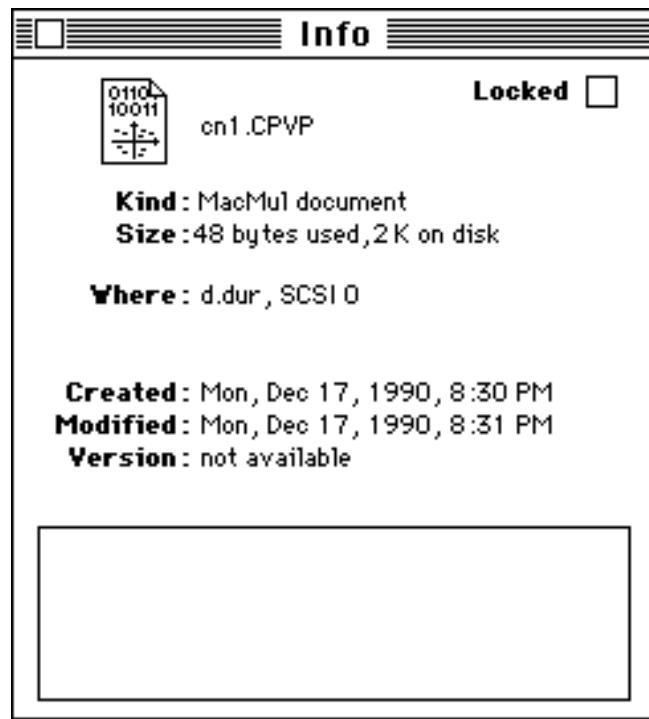 Info
Locked
0110
10011
cn1.CPVP
Kind: MacMul document
Size:48 bytes used,2K on disk
Where: d.dur, SCSI 0
Created: Mon, Dec 17, 1990, 8:30 PM
Modified: Mon, Dec 17, 1990, 8:31 PM
Version: not available